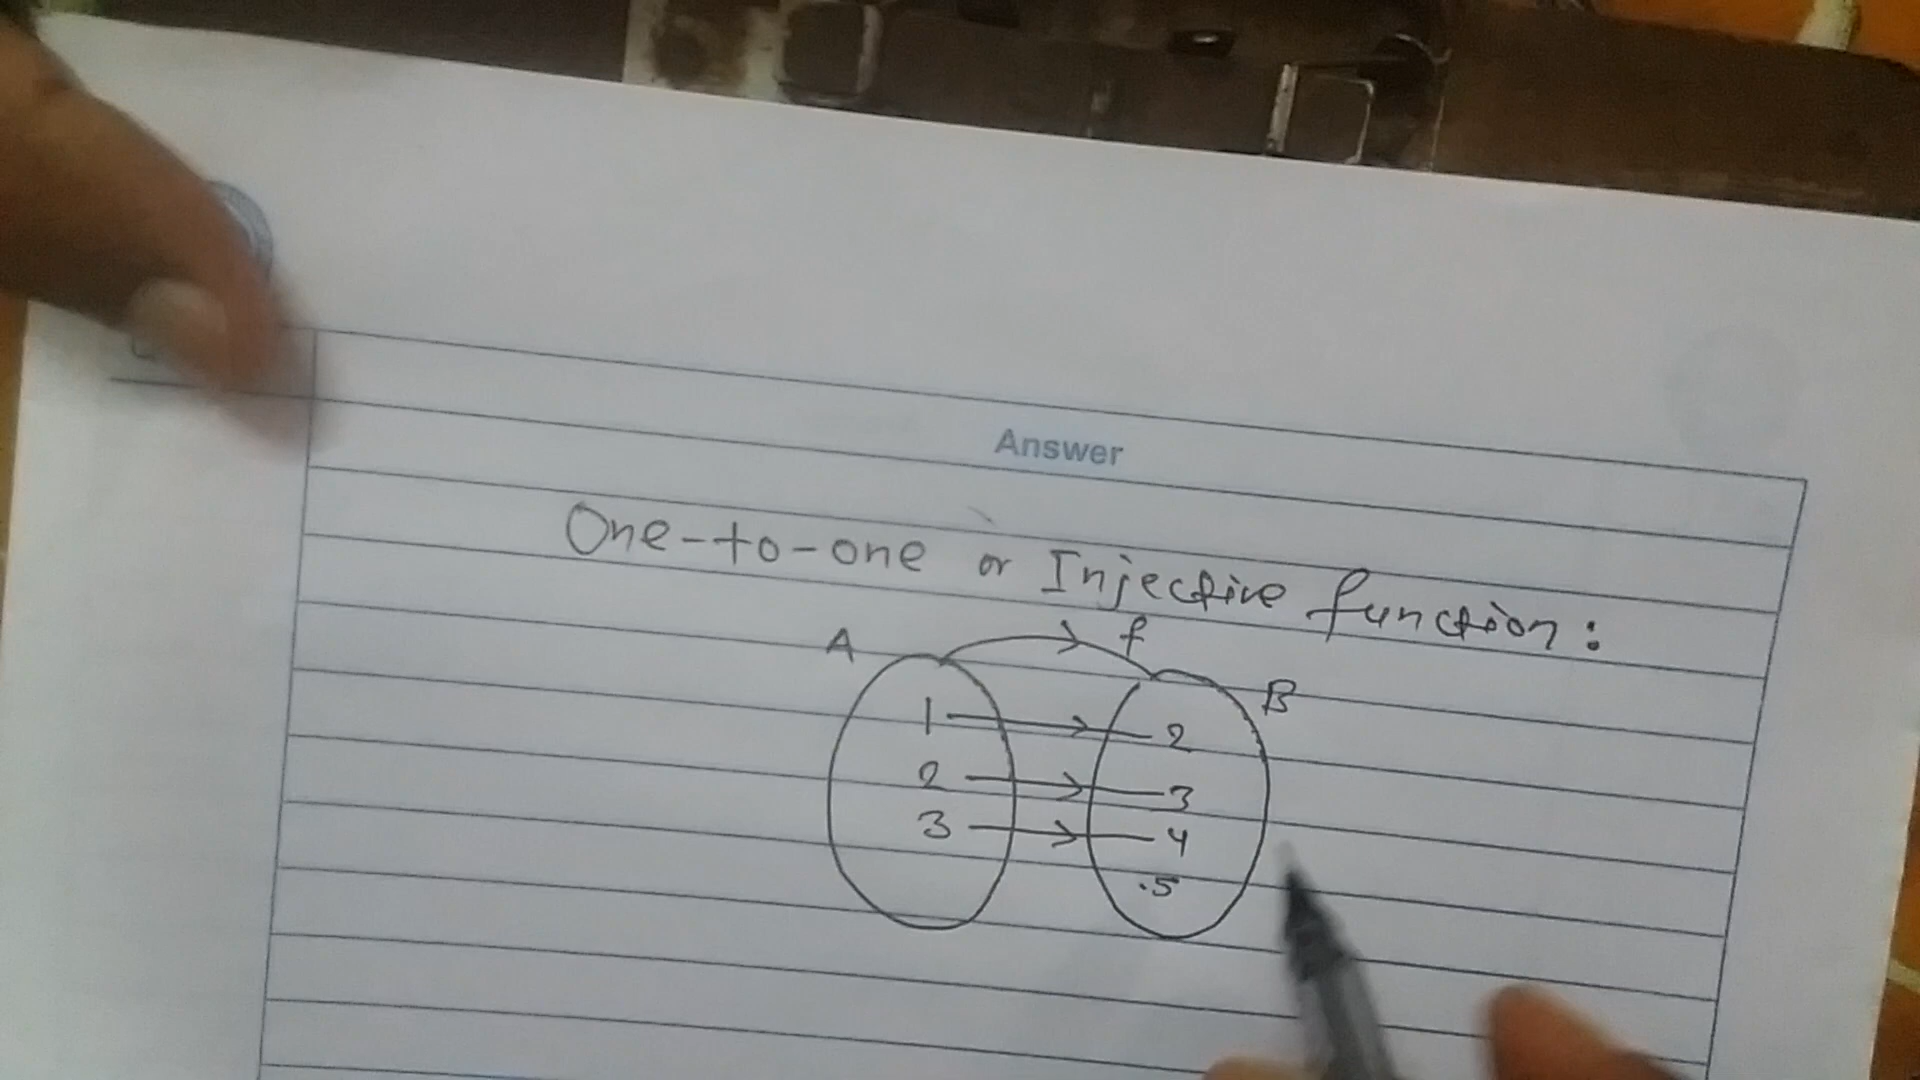 Answer
One-to-one or Injective function:
A f B
1 2
2 3
3 4
.5